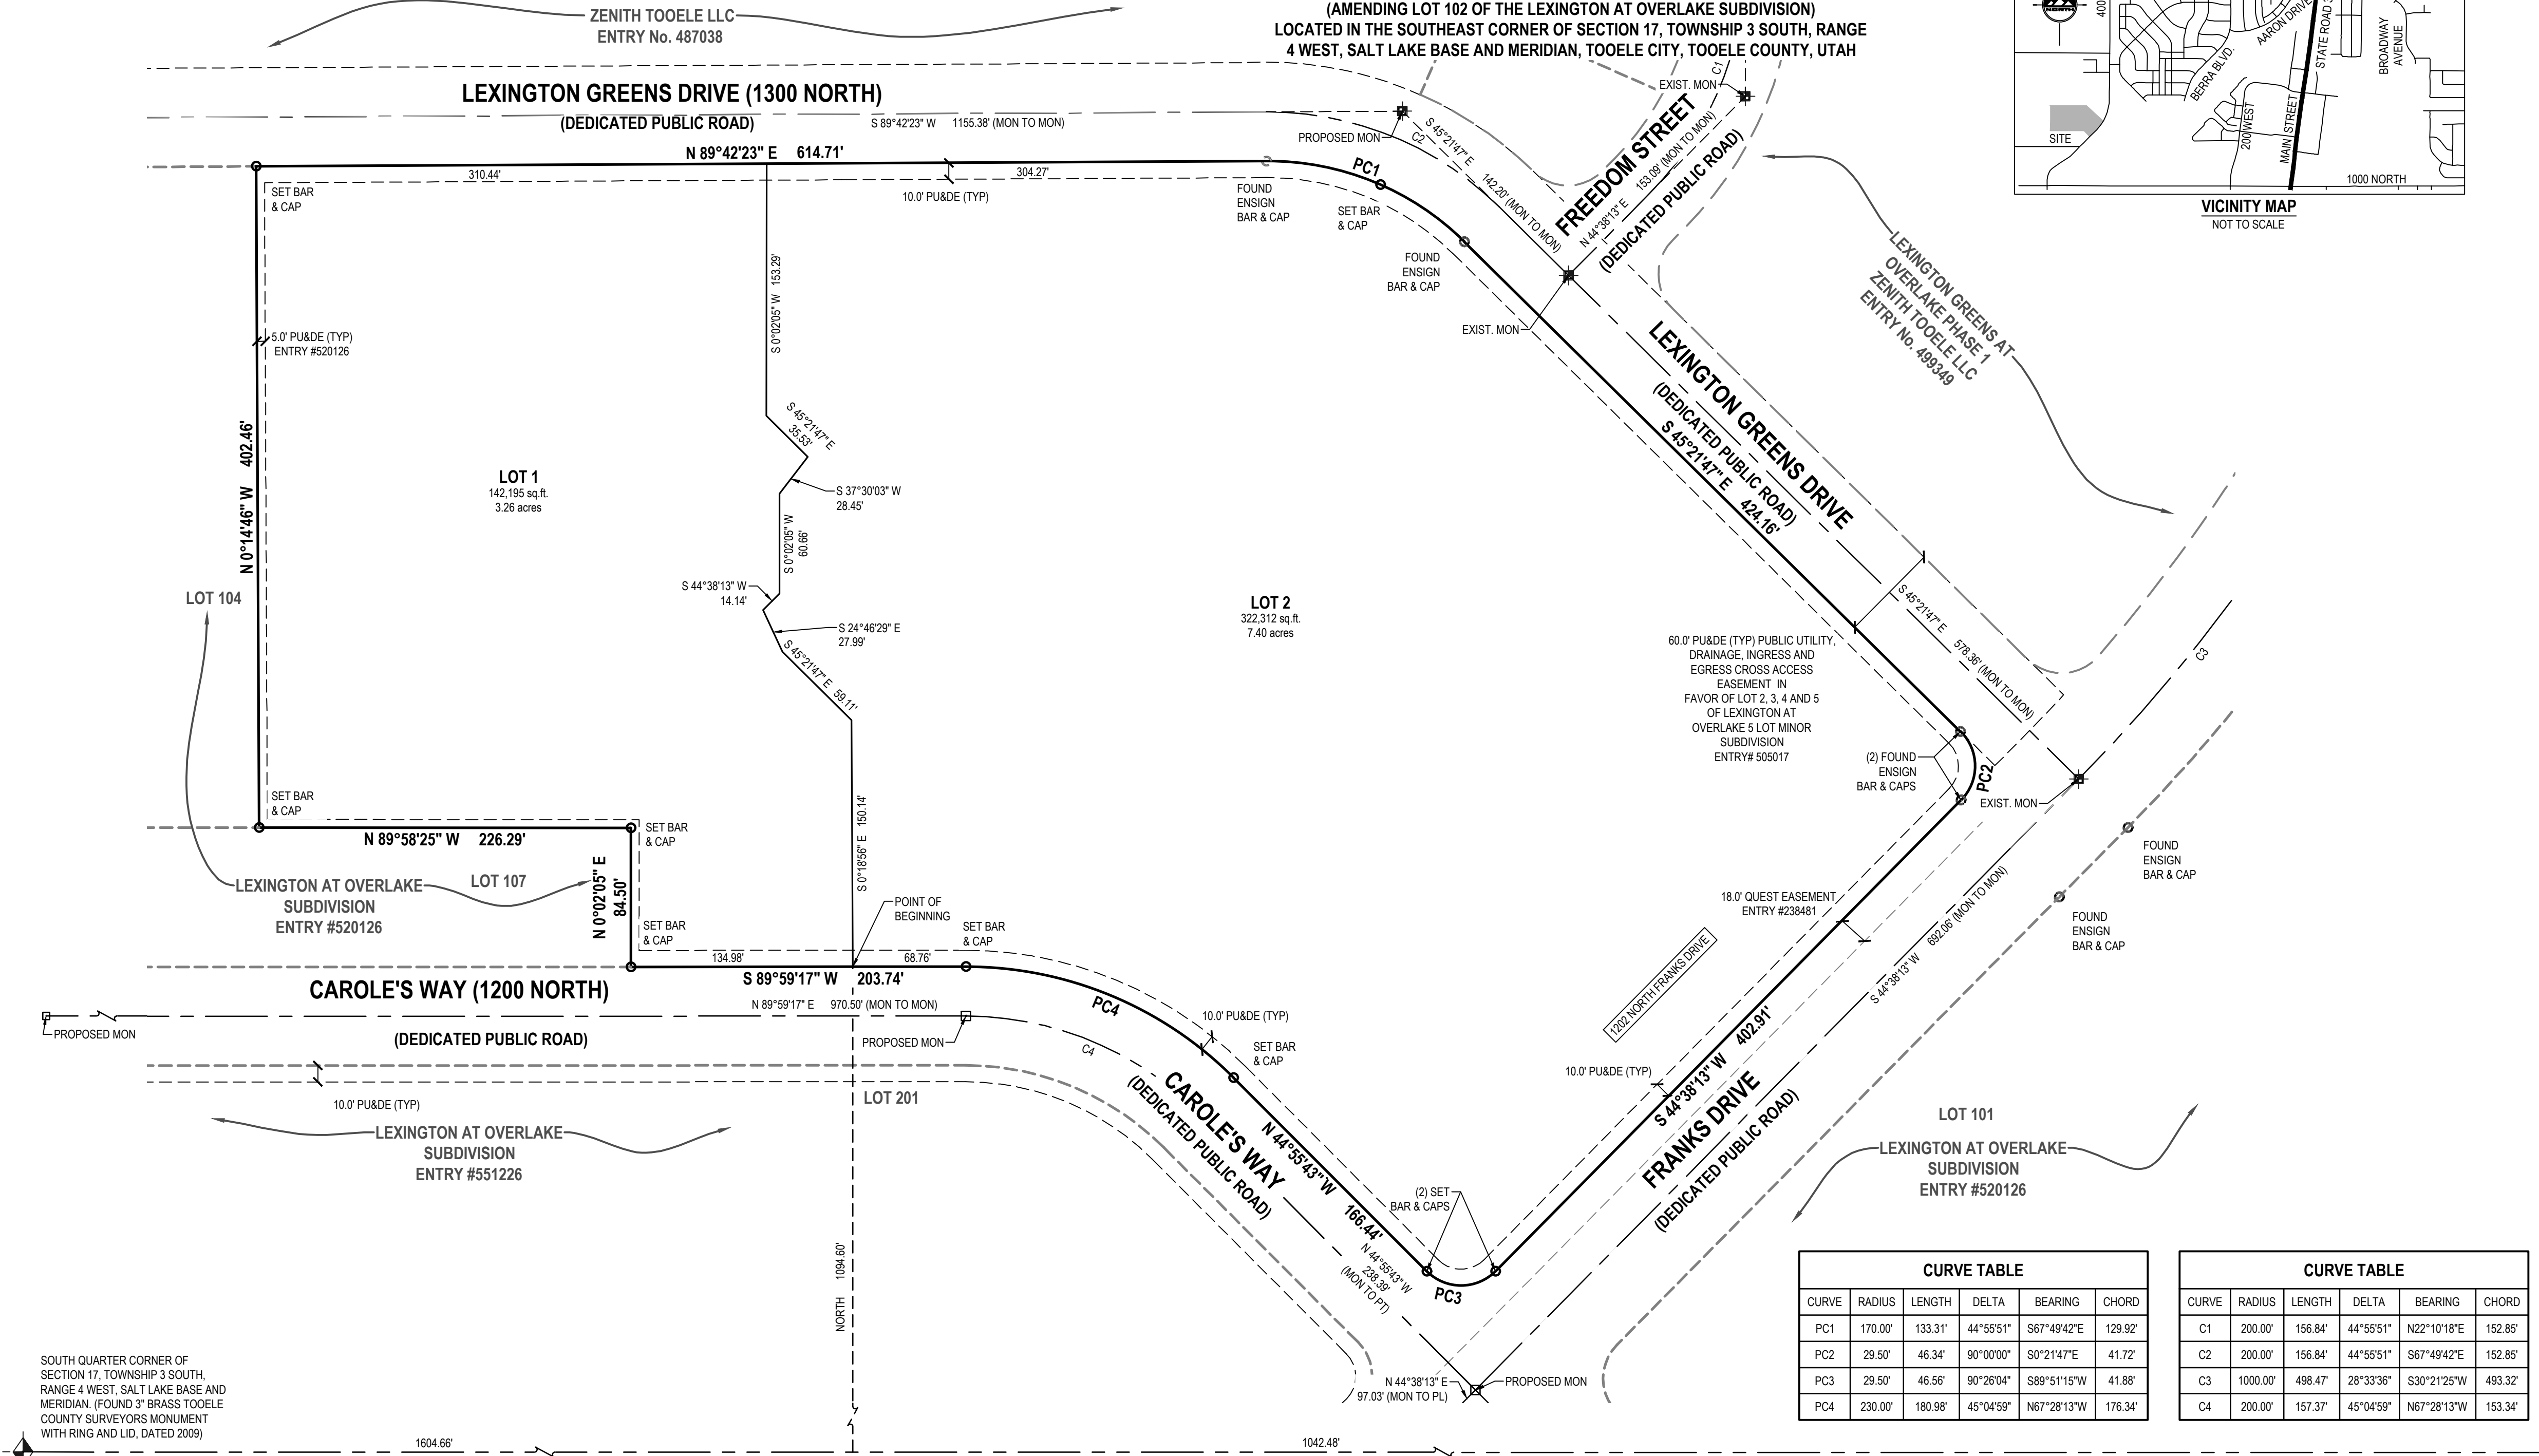 ZENITH TOOELE LLC
ENTRY No. 487038
(AMENDING LOT 102 OF THE LEXINGTON AT OVERLAKE SUBDIVISION)
LOCATED IN THE SOUTHEAST CORNER OF SECTION 17, TOWNSHIP 3 SOUTH, RANGE
4 WEST, SALT LAKE BASE AND MERIDIAN, TOOELE CITY, TOOELE COUNTY, UTAH
NORTH
400
BERRA BLVD.
AARON DRIVE
STATE ROAD 3
BROADWAY
AVENUE
200 WEST
MAIN STREET
SITE
1000 NORTH
VICINITY MAP
NOT TO SCALE
LEXINGTON GREENS DRIVE (1300 NORTH)
(DEDICATED PUBLIC ROAD)
S 89°42'23" W 1155.38' (MON TO MON)
N 89°42'23" E 614.71'
310.44'
304.27'
10.0' PU&DE (TYP)
SET BAR
& CAP
FOUND
ENSIGN
BAR & CAP
PC1
SET BAR
& CAP
FOUND
ENSIGN
BAR & CAP
PROPOSED MON
C2
S 45°21'47" E
142.20' (MON TO MON)
EXIST. MON
C1
FREEDOM STREET
N 44°38'13" E 153.09' (MON TO MON)
(DEDICATED PUBLIC ROAD)
EXIST. MON
LEXINGTON GREENS AT
OVERLAKE PHASE 1
ZENITH TOOELE LLC
ENTRY No. 499349
5.0' PU&DE (TYP)
ENTRY #520126
N 0°14'46" W 402.46'
LOT 1
142,195 sq.ft.
3.26 acres
S 0°02'05" W 153.29'
S 45°21'47" E
35.53'
S 37°30'03" W
28.45'
S 0°02'05" W
60.66'
S 44°38'13" W
14.14'
S 24°46'29" E
27.99'
S 45°21'47" E 59.11'
S 0°18'56" E 150.14'
LOT 2
322,312 sq.ft.
7.40 acres
LEXINGTON GREENS DRIVE
(DEDICATED PUBLIC ROAD)
S 45°21'47" E 424.16'
S 45°21'47" E 578.36' (MON TO MON)
C3
60.0' PU&DE (TYP) PUBLIC UTILITY,
DRAINAGE, INGRESS AND
EGRESS CROSS ACCESS
EASEMENT IN
FAVOR OF LOT 2, 3, 4 AND 5
OF LEXINGTON AT
OVERLAKE 5 LOT MINOR
SUBDIVISION
ENTRY# 505017
(2) FOUND
ENSIGN
BAR & CAPS
PC2
EXIST. MON
FOUND
ENSIGN
BAR & CAP
FOUND
ENSIGN
BAR & CAP
LOT 104
SET BAR
& CAP
N 89°58'25" W 226.29'
SET BAR
& CAP
LEXINGTON AT OVERLAKE
SUBDIVISION
ENTRY #520126
LOT 107
N 0°02'05" E
84.50'
SET BAR
& CAP
POINT OF
BEGINNING
SET BAR
& CAP
134.98'
68.76'
S 89°59'17" W 203.74'
CAROLE'S WAY (1200 NORTH)
N 89°59'17" E 970.50' (MON TO MON)
PROPOSED MON
(DEDICATED PUBLIC ROAD)
PROPOSED MON
PC4
C4
10.0' PU&DE (TYP)
SET BAR
& CAP
10.0' PU&DE (TYP)
LEXINGTON AT OVERLAKE
SUBDIVISION
ENTRY #551226
LOT 201
CAROLE'S WAY
(DEDICATED PUBLIC ROAD)
N 44°55'43" W 166.44'
N 44°55'43" W
238.39'
(MON TO PT)
(2) SET
BAR & CAPS
PC3
18.0' QUEST EASEMENT
ENTRY #238481
1202 NORTH FRANKS DRIVE
10.0' PU&DE (TYP)
S 44°38'13" W 402.91'
FRANKS DRIVE
(DEDICATED PUBLIC ROAD)
S 44°38'13" W 692.06' (MON TO MON)
LOT 101
LEXINGTON AT OVERLAKE
SUBDIVISION
ENTRY #520126
N 44°38'13" E
97.03' (MON TO PL)
PROPOSED MON
NORTH 1094.60'
SOUTH QUARTER CORNER OF
SECTION 17, TOWNSHIP 3 SOUTH,
RANGE 4 WEST, SALT LAKE BASE AND
MERIDIAN. (FOUND 3" BRASS TOOELE
COUNTY SURVEYORS MONUMENT
WITH RING AND LID, DATED 2009)
1604.66'
1042.48'
CURVE TABLE
CURVE RADIUS LENGTH DELTA BEARING CHORD
PC1 170.00' 133.31' 44°55'51" S67°49'42"E 129.92'
PC2 29.50' 46.34' 90°00'00" S0°21'47"E 41.72'
PC3 29.50' 46.56' 90°26'04" S89°51'15"W 41.88'
PC4 230.00' 180.98' 45°04'59" N67°28'13"W 176.34'
CURVE TABLE
CURVE RADIUS LENGTH DELTA BEARING CHORD
C1 200.00' 156.84' 44°55'51" N22°10'18"E 152.85'
C2 200.00' 156.84' 44°55'51" S67°49'42"E 152.85'
C3 1000.00' 498.47' 28°33'36" S30°21'25"W 493.32'
C4 200.00' 157.37' 45°04'59" N67°28'13"W 153.34'